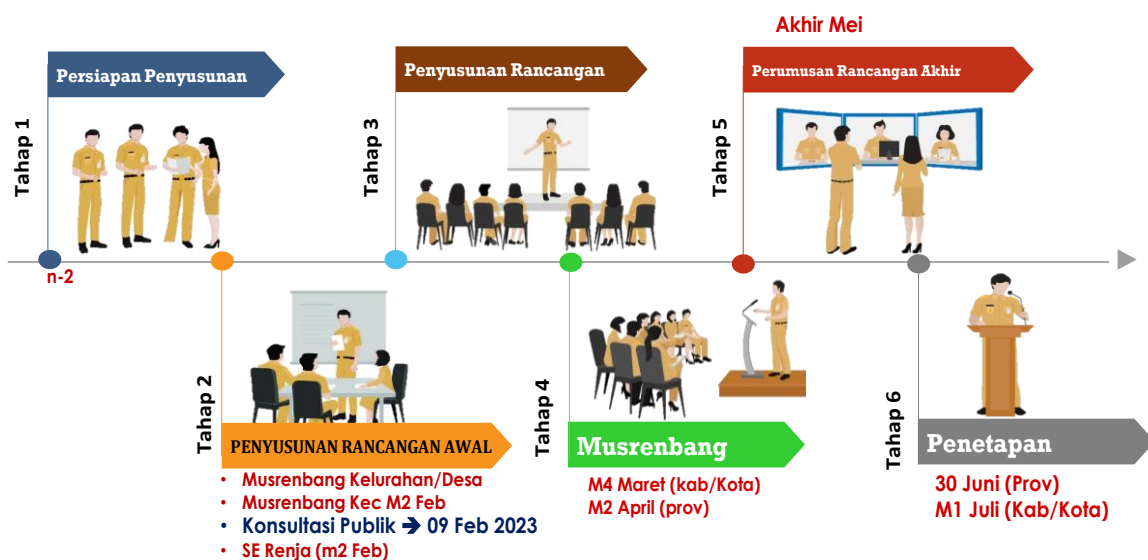 Tahap 1
Persiapan Penyusunan
n-2
Tahap 2
PENYUSUNAN RANCANGAN AWAL
• Musrenbang Kelurahan/Desa
• Musrenbang Kec M2 Feb
• Konsultasi Publik → 09 Feb 2023
• SE Renja (m2 Feb)
Tahap 3
Penyusunan Rancangan
Tahap 4
Musrenbang
M4 Maret (kab/Kota)
M2 April (prov)
Akhir Mei
Tahap 5
Perumusan Rancangan Akhir
Tahap 6
Penetapan
30 Juni (Prov)
M1 Juli (Kab/Kota)